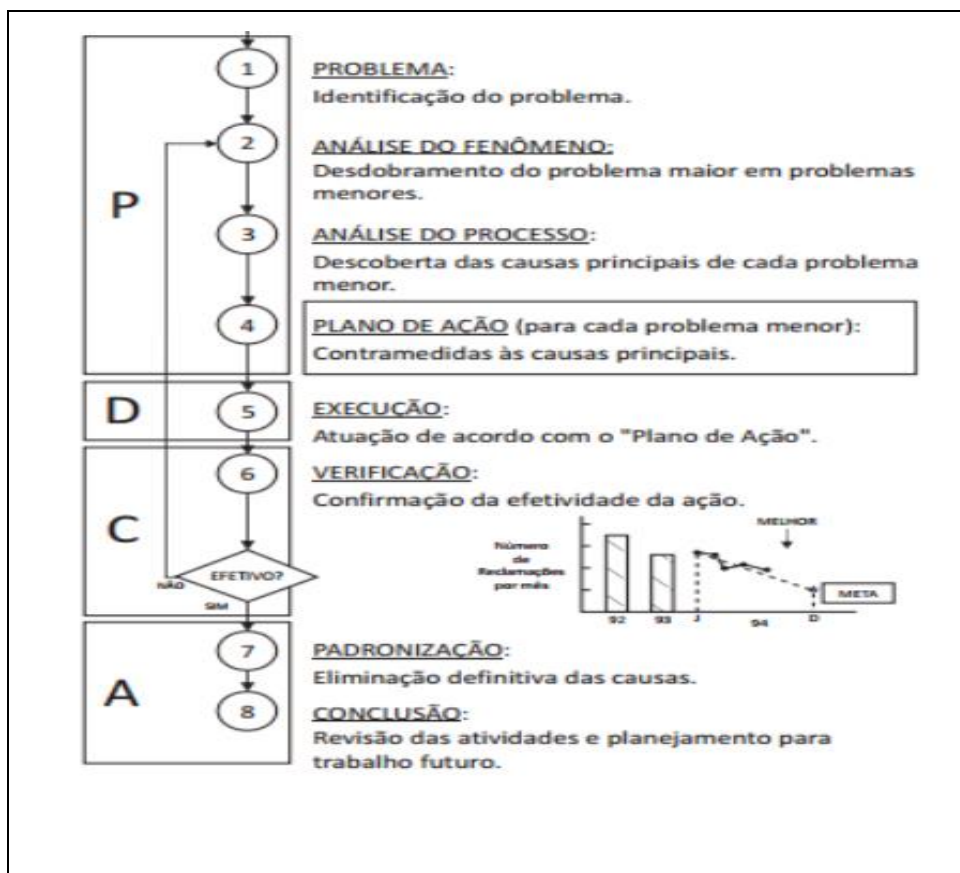 P
1
PROBLEMA:
Identificação do problema.
2
ANÁLISE DO FENÔMENO:
Desdobramento do problema maior em problemas
menores.
3
ANÁLISE DO PROCESSO:
Descoberta das causas principais de cada problema
menor.
4
PLANO DE AÇÃO (para cada problema menor):
Contramedidas às causas principais.
D
5
EXECUÇÃO:
Atuação de acordo com o "Plano de Ação".
C
6
VERIFICAÇÃO:
Confirmação da efetividade da ação.
EFETIVO?
NÃO
SIM
Número
de
Reclamações
por mês
MELHOR
META
92 93 J 94 D
A
7
PADRONIZAÇÃO:
Eliminação definitiva das causas.
8
CONCLUSÃO:
Revisão das atividades e planejamento para
trabalho futuro.